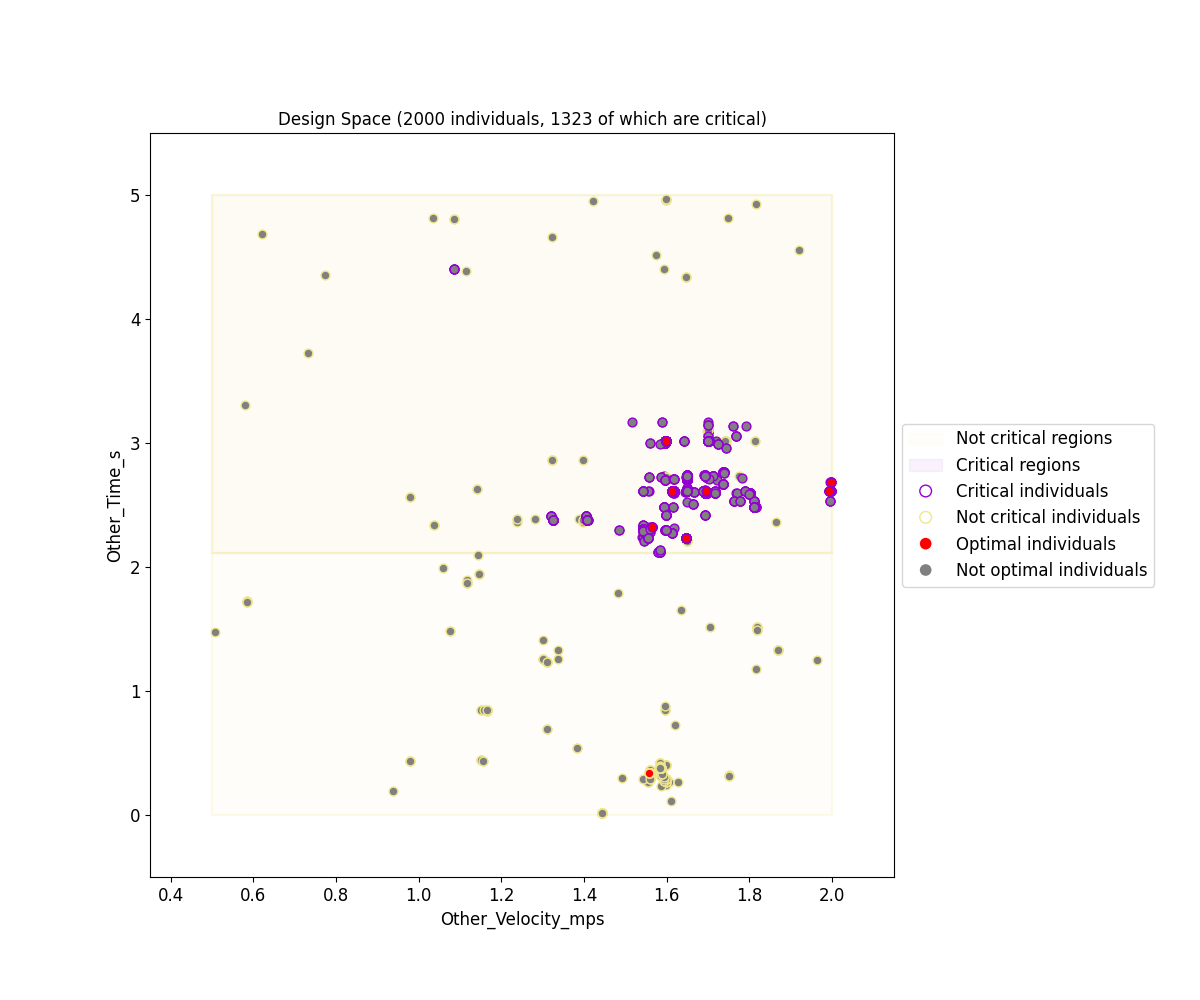 Design Space (2000 individuals, 1323 of which are critical)
5
4
3
2
1
0
Other_Time_s
0.4 0.6 0.8 1.0 1.2 1.4 1.6 1.8 2.0
Other_Velocity_mps
Not critical regions
Critical regions
Critical individuals
Not critical individuals
Optimal individuals
Not optimal individuals